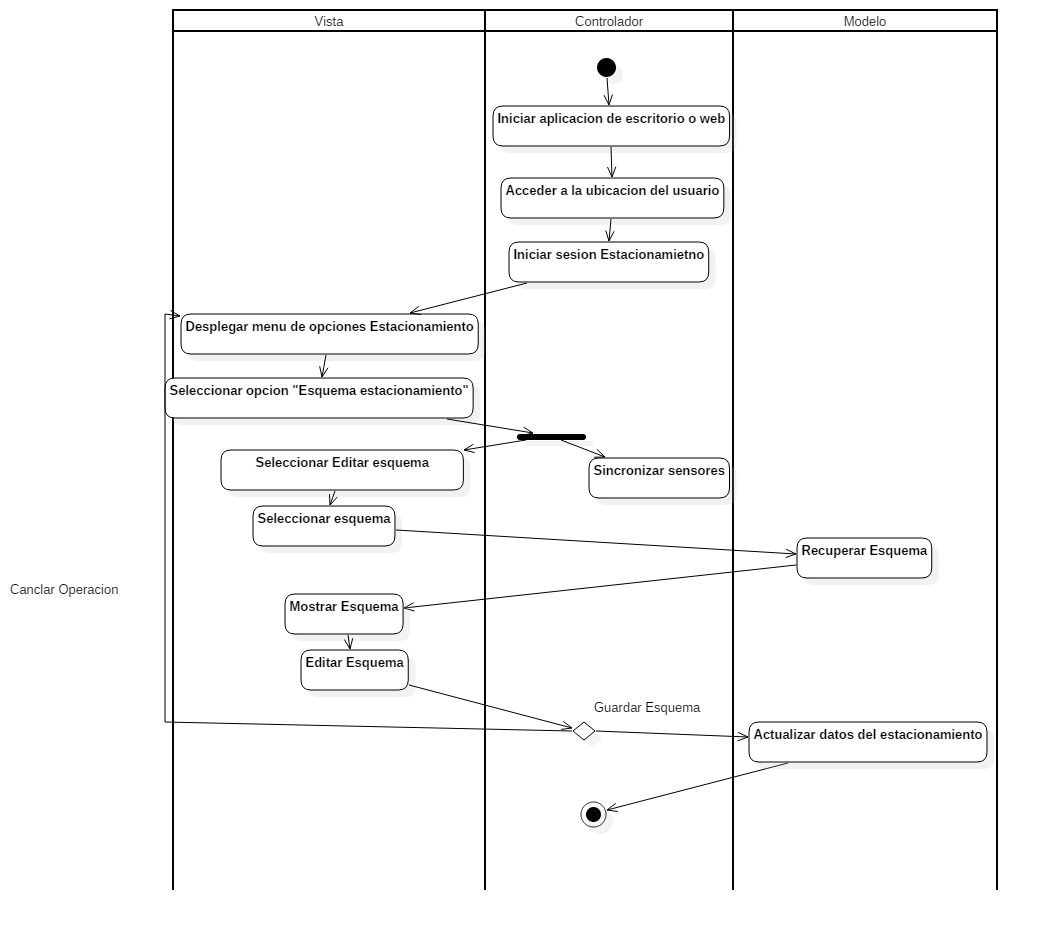 Vista
Controlador
Modelo
Iniciar aplicacion de escritorio o web
Acceder a la ubicacion del usuario
Iniciar sesion Estacionamietno
Desplegar menu de opciones Estacionamiento
Seleccionar opcion "Esquema estacionamiento"
Seleccionar Editar esquema
Sincronizar sensores
Seleccionar esquema
Recuperar Esquema
Canclar Operacion
Mostrar Esquema
Editar Esquema
Guardar Esquema
Actualizar datos del estacionamiento